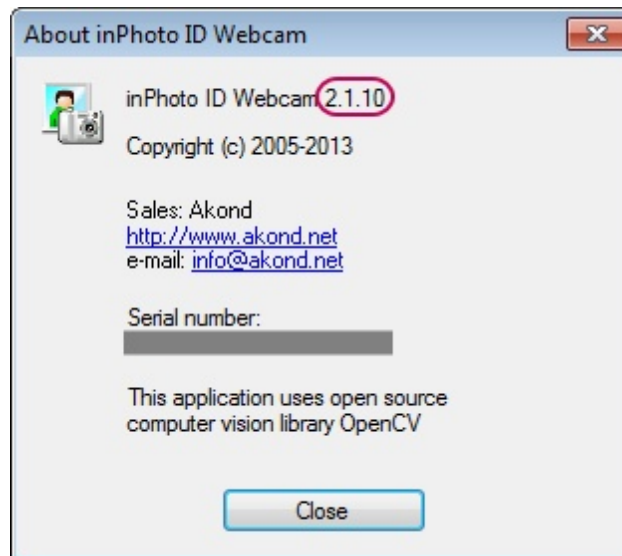 About inPhoto ID Webcam
inPhoto ID Webcam 2.1.10
Copyright (c) 2005-2013
Sales: Akond
http://www.akond.net
e-mail: info@akond.net
Serial number:
This application uses open source
computer vision library OpenCV
Close